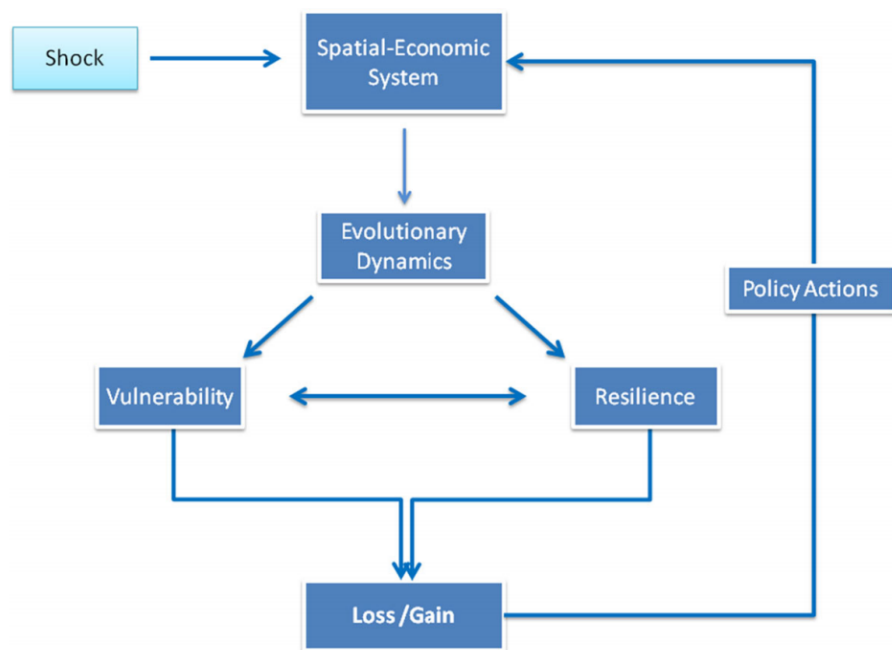 Shock
Spatial-Economic
System
Evolutionary
Dynamics
Policy Actions
Vulnerability
Resilience
Loss /Gain